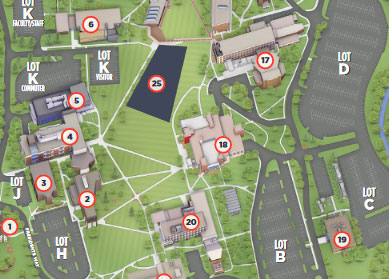 LOT
K
FACULTY/STAFF
6
LOT
K
VISITOR
LOT
K
COMMUTER
17
LOT
D
25
5
4
18
LOT
J
3
2
LOT
C
1
20
LOT
H
LOT
B
19